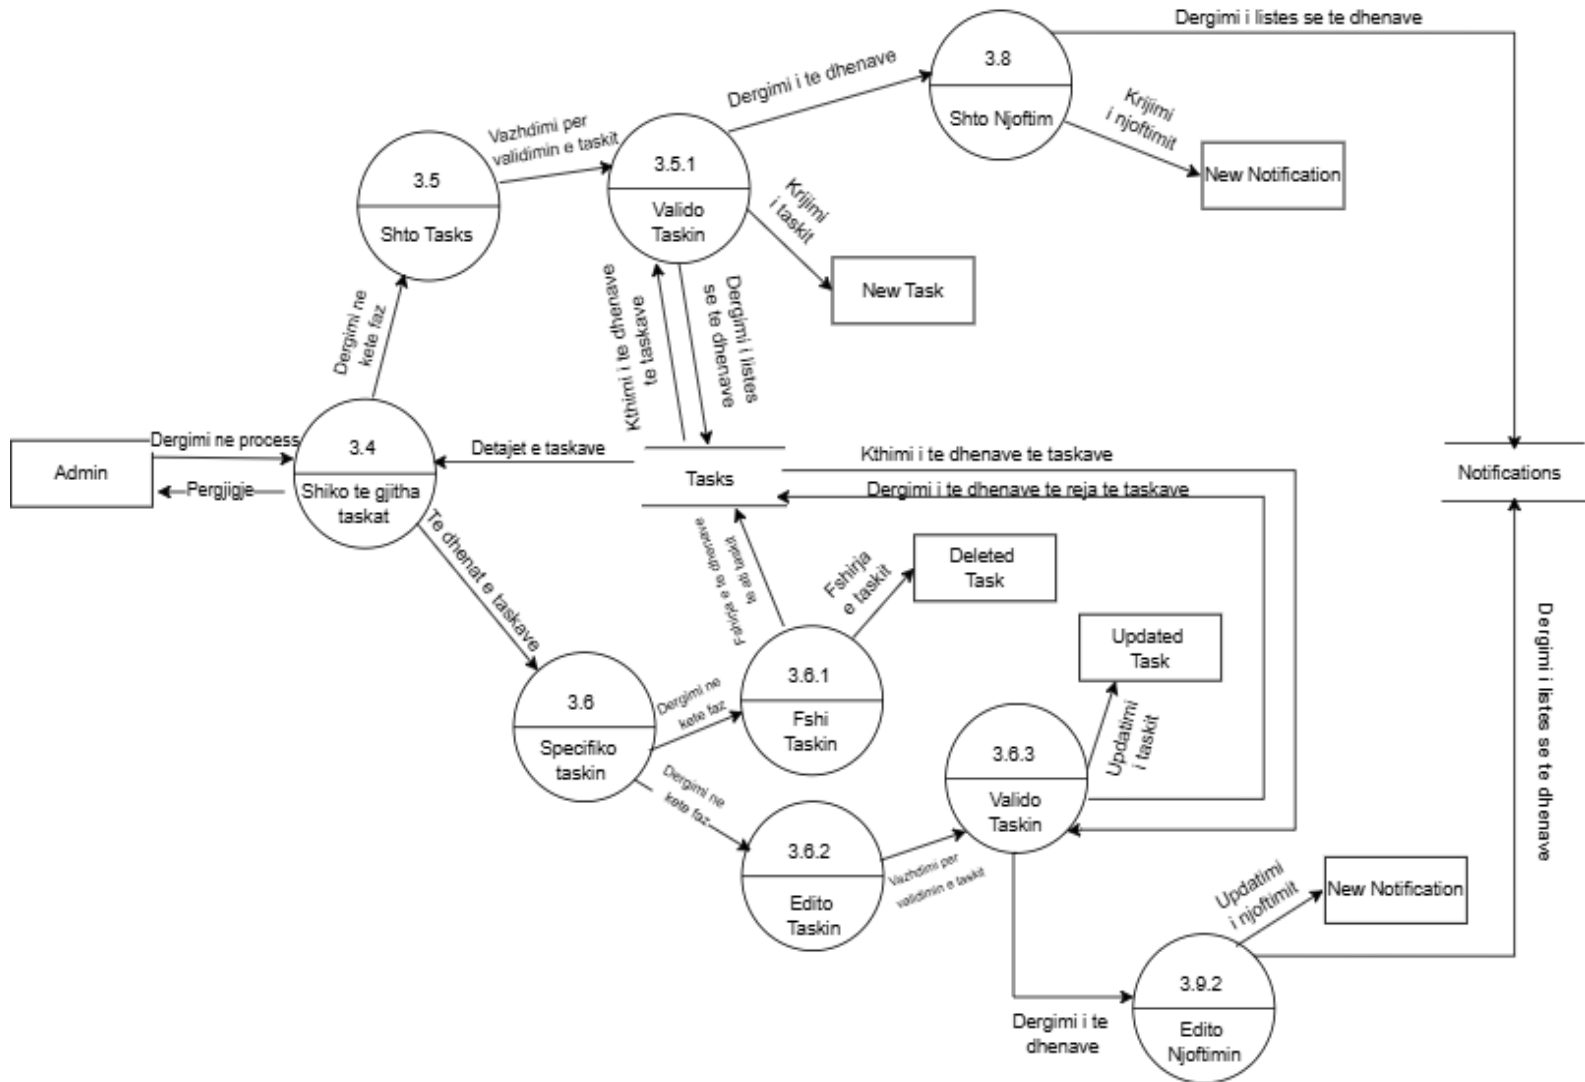 Dergimi i listes se te dhenave
3.8
Shto Njoftim
Dergimi i te dhenave
Krijimi
i njoftimit
New Notification
Vazhdimi per
validimin e taskit
3.5
Shto Tasks
3.5.1
Valido
Taskin
Krijimi
i taskit
New Task
Dergimi ne
kete faz
Kthimi i te dhenave
te taskave
Dergimi i listes
se te dhenave
Admin
Dergimi ne process
Pergjigje
3.4
Shiko te gjitha
taskat
Detajet e taskave
Tasks
Kthimi i te dhenave te taskave
Dergimi i te dhenave te reja te taskave
Notifications
Te dhenat e taskave
Fshirja e te dhenave
te ati taskit
Fshirja
e taskit
Deleted
Task
Updated
Task
3.6
Specifiko
taskin
Dergimi ne
kete faz
3.6.1
Fshi
Taskin
Dergimi ne
kete faz
3.6.2
Edito
Taskin
Vazhdimi per
validimin e taskit
3.6.3
Valido
Taskin
Updatimi
i taskit
Dergimi i listes se te dhenave
Updatimi
i njoftimit
New Notification
Dergimi i te
dhenave
3.9.2
Edito
Njoftimin